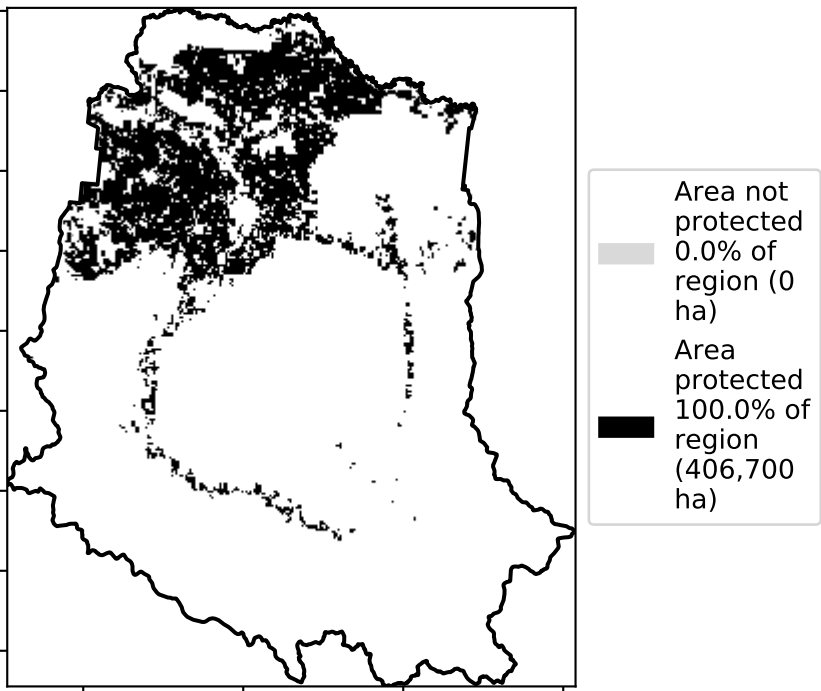 Area not
protected
0.0% of
region (0
ha)
Area
protected
100.0% of
region
(406,700
ha)